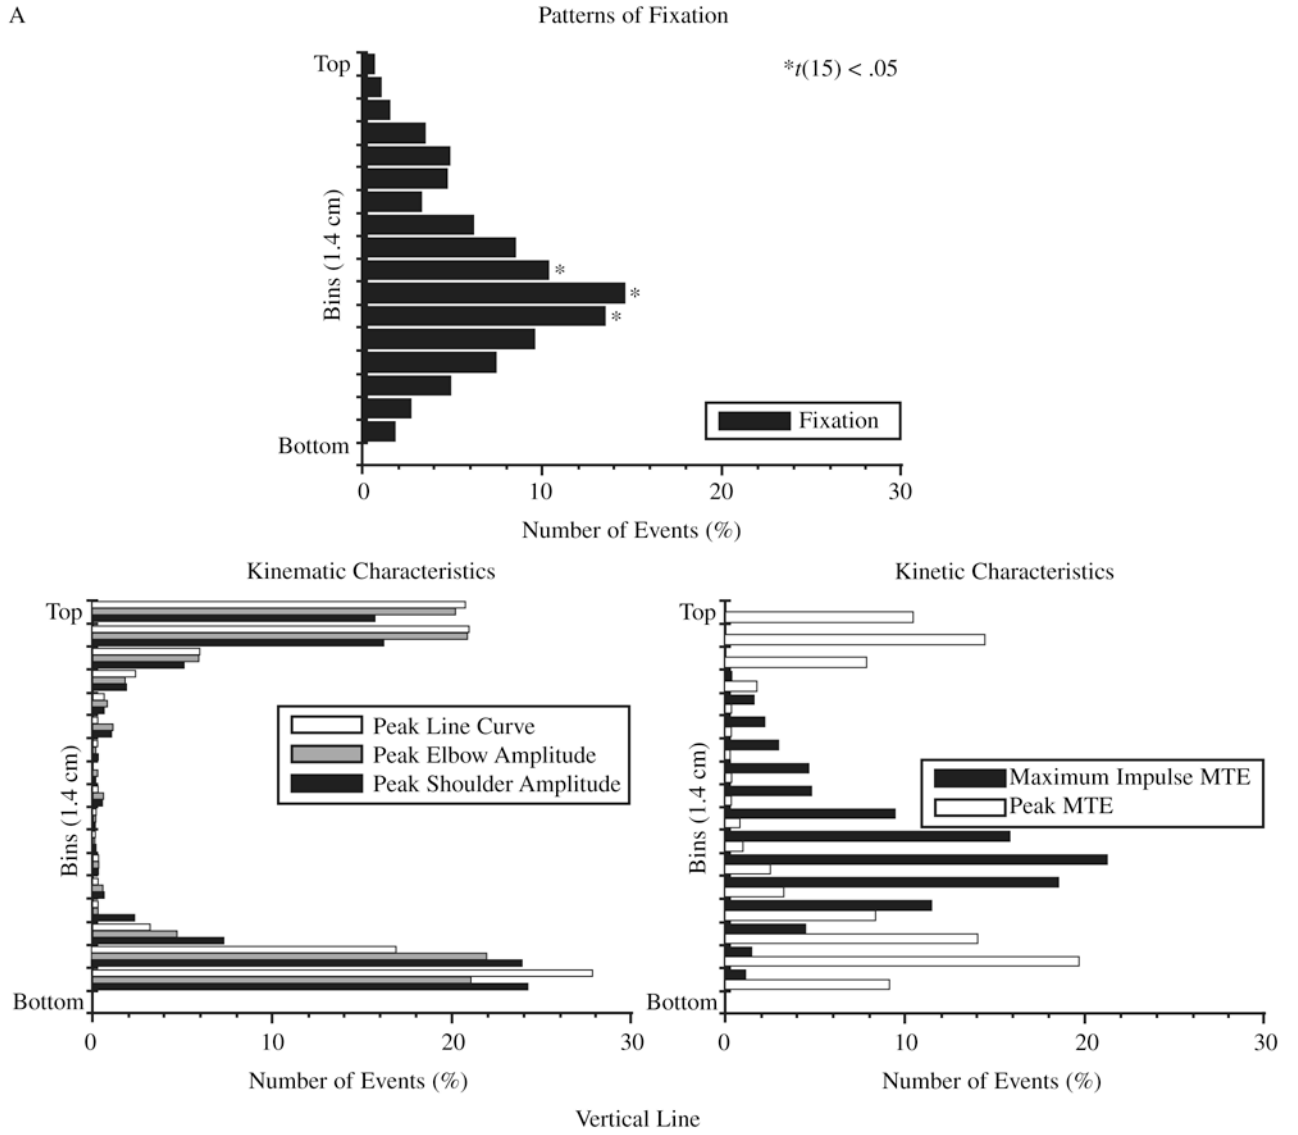 A
Patterns of Fixation
Top
*t(15) < .05
Bins (1.4 cm)
*
*
*
Fixation
Bottom
0 10 20 30
Number of Events (%)
Kinematic Characteristics
Top
Bins (1.4 cm)
Peak Line Curve
Peak Elbow Amplitude
Peak Shoulder Amplitude
Bottom
0 10 20 30
Number of Events (%)
Kinetic Characteristics
Top
Bins (1.4 cm)
Maximum Impulse MTE
Peak MTE
Bottom
0 10 20 30
Number of Events (%)
Vertical Line